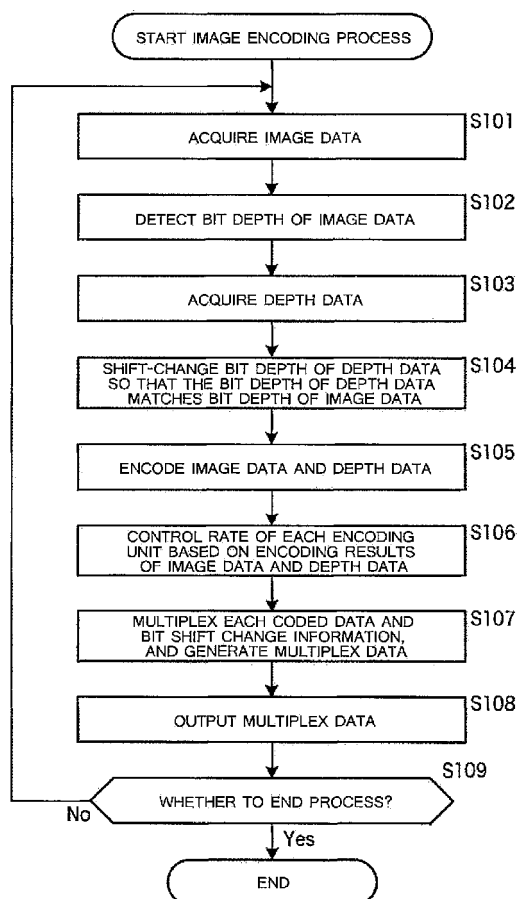 START IMAGE ENCODING PROCESS
S101
ACQUIRE IMAGE DATA
S102
DETECT BIT DEPTH OF IMAGE DATA
S103
ACQUIRE DEPTH DATA
S104
SHIFT-CHANGE BIT DEPTH OF DEPTH DATA
SO THAT THE BIT DEPTH OF DEPTH DATA
MATCHES BIT DEPTH OF IMAGE DATA
S105
ENCODE IMAGE DATA AND DEPTH DATA
S106
CONTROL RATE OF EACH ENCODING
UNIT BASED ON ENCODING RESULTS
OF IMAGE DATA AND DEPTH DATA
S107
MULTIPLEX EACH CODED DATA AND
BIT SHIFT CHANGE INFORMATION,
AND GENERATE MULTIPLEX DATA
S108
OUTPUT MULTIPLEX DATA
S109
WHETHER TO END PROCESS?
No
Yes
END